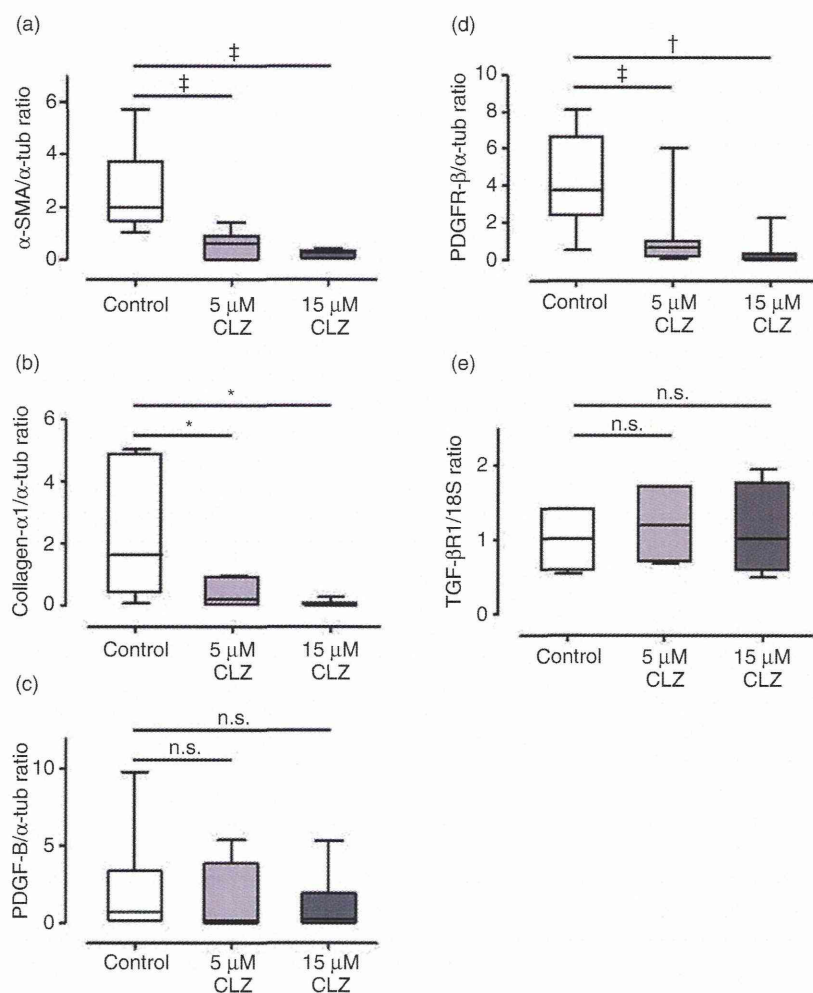 (a)
‡
‡
α-SMA/α-tub ratio
6
4
2
0
Control
5 μM
CLZ
15 μM
CLZ
(b)
*
*
Collagen-α1/α-tub ratio
6
4
2
0
Control
5 μM
CLZ
15 μM
CLZ
(c)
n.s.
n.s.
PDGF-B/α-tub ratio
10
5
0
Control
5 μM
CLZ
15 μM
CLZ
(d)
†
‡
PDGFR-β/α-tub ratio
10
8
6
4
2
0
Control
5 μM
CLZ
15 μM
CLZ
(e)
n.s.
n.s.
TGF-βR1/18S ratio
2
1
0
Control
5 μM
CLZ
15 μM
CLZ